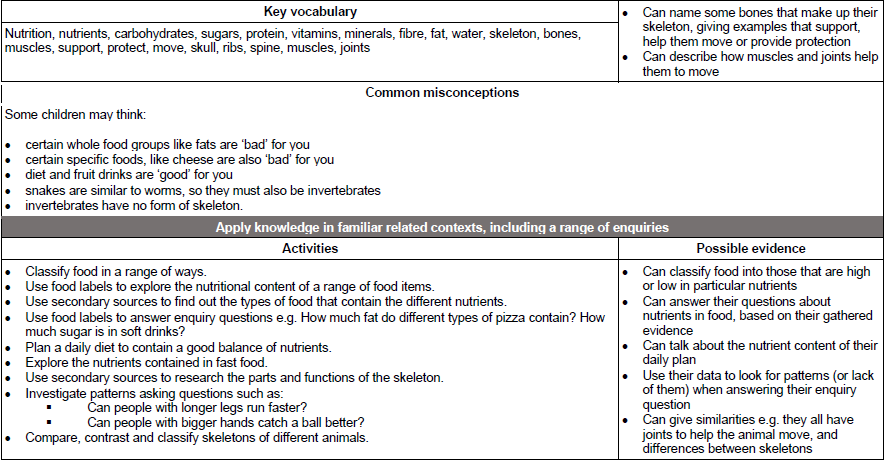 Key vocabulary
Nutrition, nutrients, carbohydrates, sugars, protein, vitamins, minerals, fibre, fat, water, skeleton, bones,
muscles, support, protect, move, skull, ribs, spine, muscles, joints
• Can name some bones that make up their
skeleton, giving examples that support,
help them move or provide protection
• Can describe how muscles and joints help
them to move
Common misconceptions
Some children may think:
• certain whole food groups like fats are ‘bad’ for you
• certain specific foods, like cheese are also ‘bad’ for you
• diet and fruit drinks are ‘good’ for you
• snakes are similar to worms, so they must also be invertebrates
• invertebrates have no form of skeleton.
Apply knowledge in familiar related contexts, including a range of enquiries
Activities
• Classify food in a range of ways.
• Use food labels to explore the nutritional content of a range of food items.
• Use secondary sources to find out the types of food that contain the different nutrients.
• Use food labels to answer enquiry questions e.g. How much fat do different types of pizza contain? How
much sugar is in soft drinks?
• Plan a daily diet to contain a good balance of nutrients.
• Explore the nutrients contained in fast food.
• Use secondary sources to research the parts and functions of the skeleton.
• Investigate patterns asking questions such as:
▪ Can people with longer legs run faster?
▪ Can people with bigger hands catch a ball better?
• Compare, contrast and classify skeletons of different animals.
Possible evidence
• Can classify food into those that are high
or low in particular nutrients
• Can answer their questions about
nutrients in food, based on their gathered
evidence
• Can talk about the nutrient content of their
daily plan
• Use their data to look for patterns (or lack
of them) when answering their enquiry
question
• Can give similarities e.g. they all have
joints to help the animal move, and
differences between skeletons